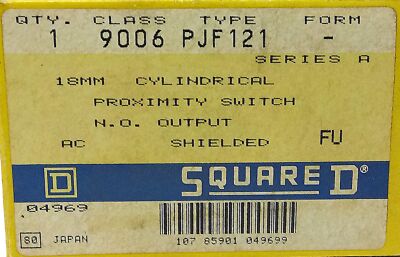 QTY. CLASS TYPE FORM
1 9006 PJF121 -
SERIES A
18MM CYLINDRICAL
PROXIMITY SWITCH
N.O. OUTPUT
AC SHIELDED FU
D SQUARE D®
04969
80 JAPAN
107 85901 049699